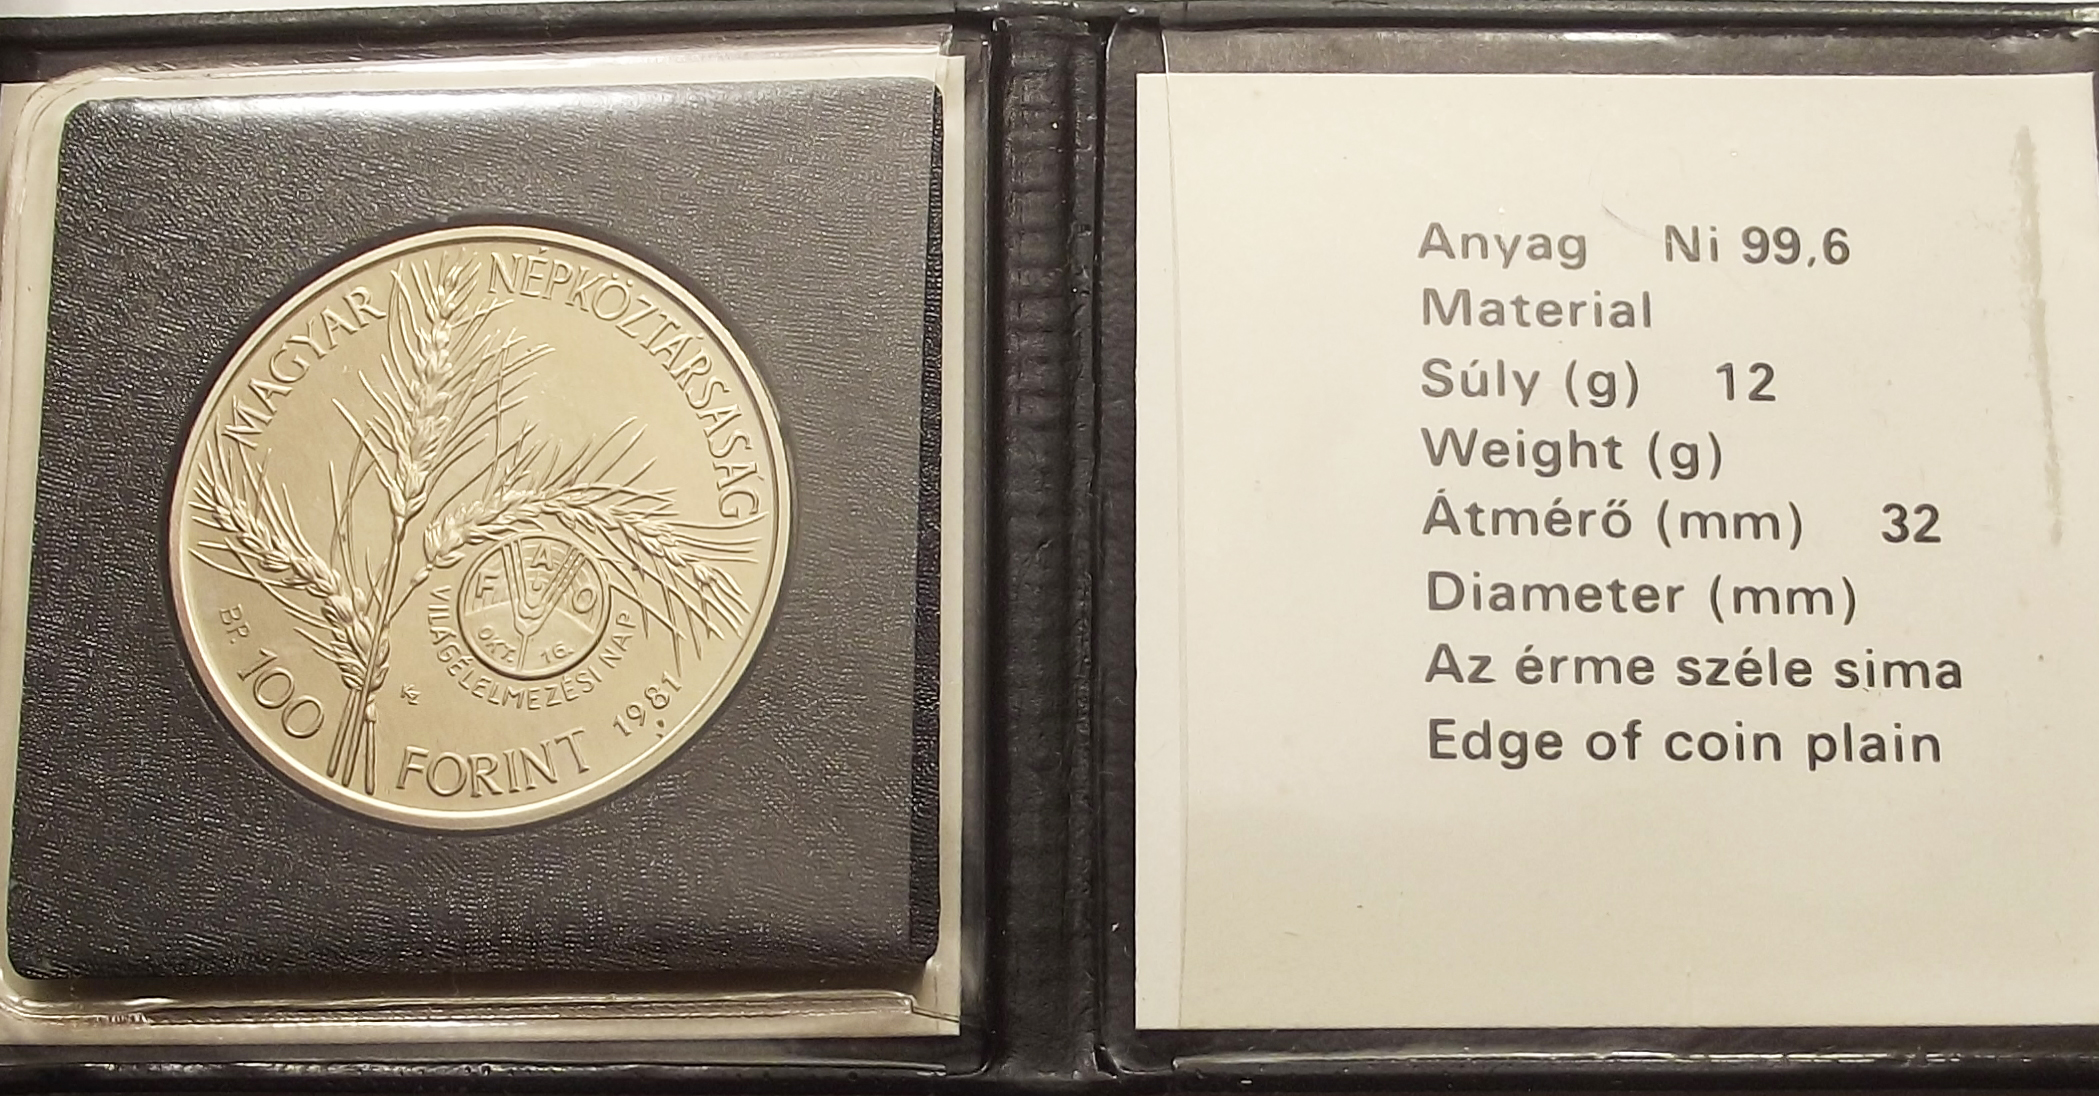 MAGYAR NÉPKÖZTÁRSASÁG
F A O
OKT. 16.
VILÁGÉLELMEZÉSI NAP
BP.
100 FORINT 1981
Anyag Ni 99,6
Material
Súly (g) 12
Weight (g)
Átmérő (mm) 32
Diameter (mm)
Az érme széle sima
Edge of coin plain